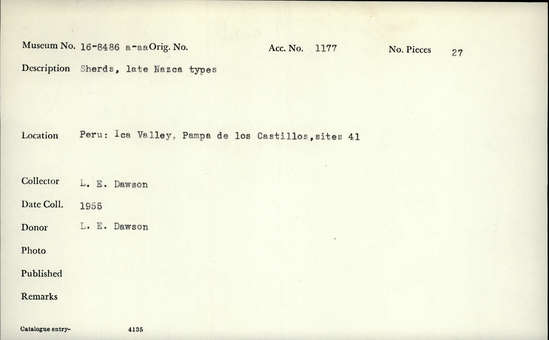 Museum No. 16-8486 a-aa Orig. No. Acc. No. 1177 No. Pieces 27
Description Sherds, late Nazca types
Location Peru: Ica Valley, Pampa de los Castillos, sites 41
Collector L. E. Dawson
Date Coll. 1958
Donor L. E. Dawson
Photo
Published
Remarks
Catalogue entry- 4135